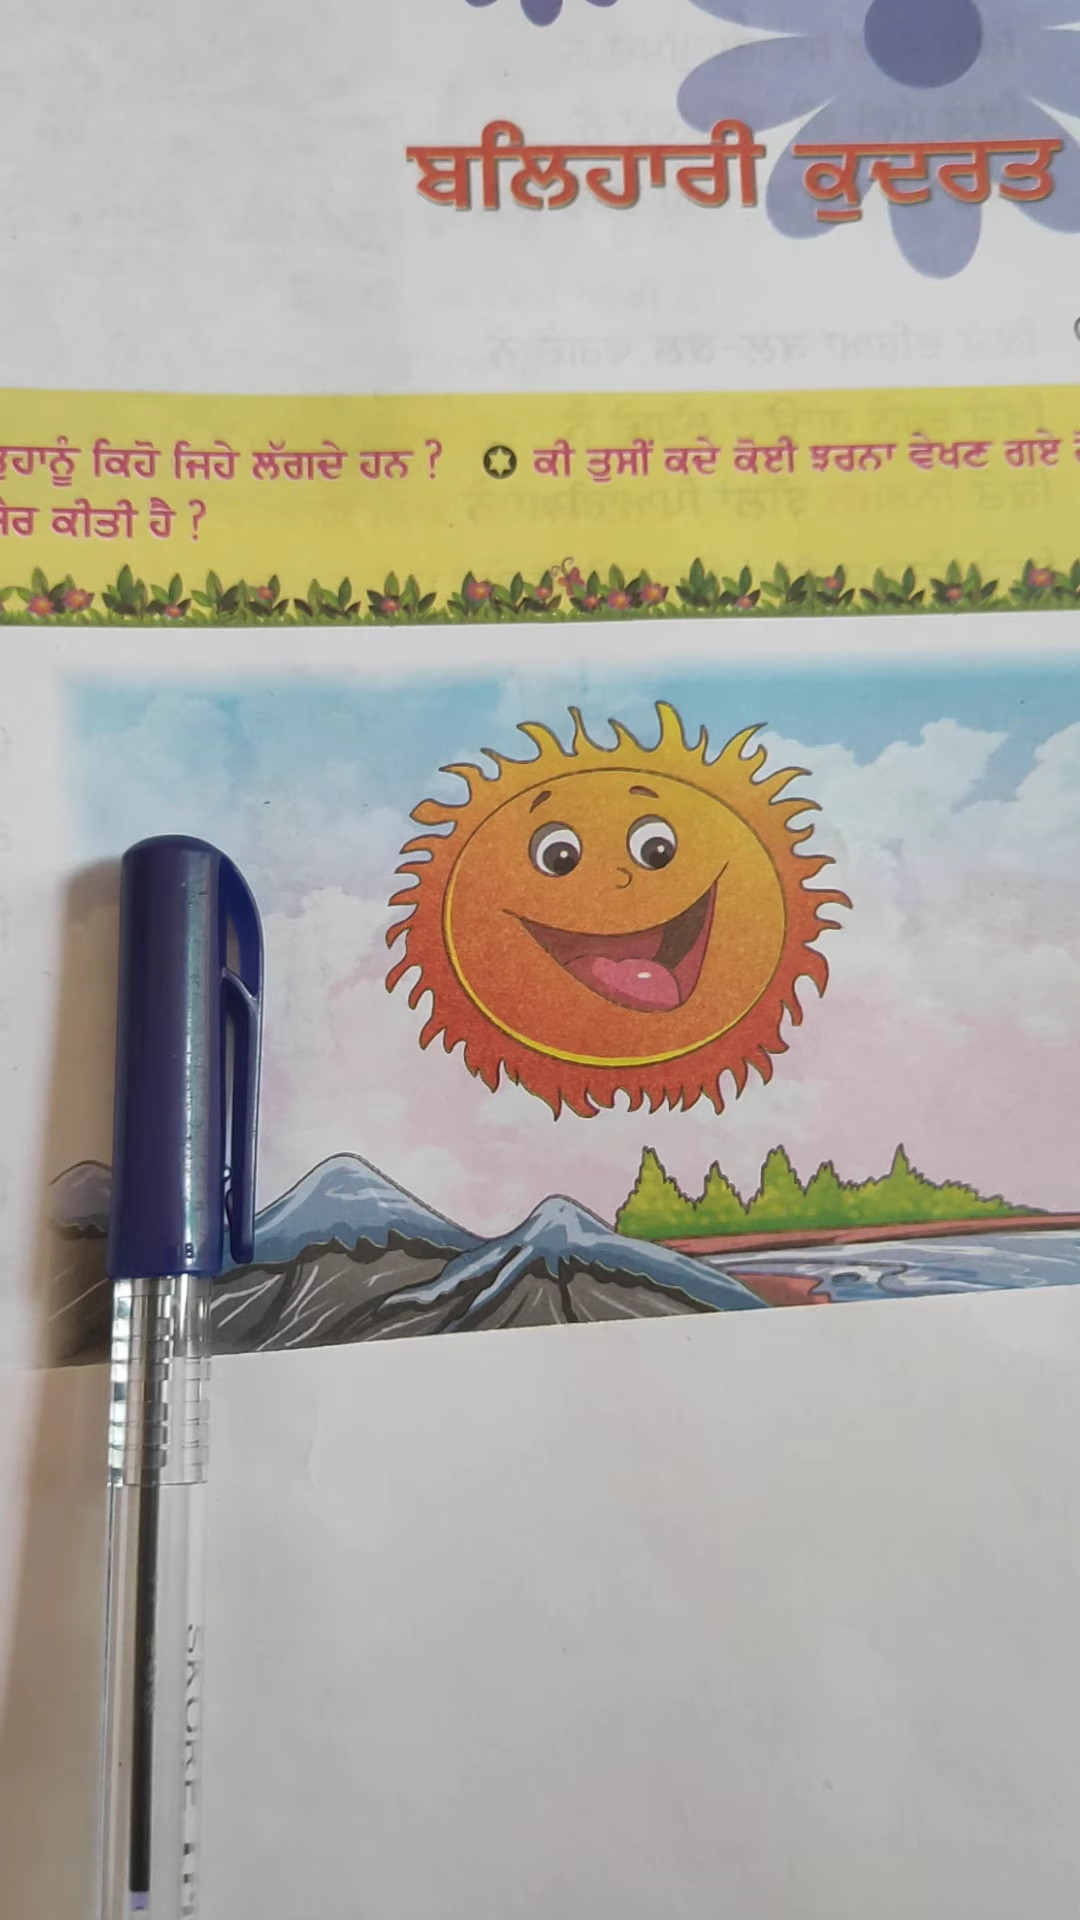 ਬਲਿਹਾਰੀ ਕੁਦਰਤ
ਤੁਹਾਨੂੰ ਕਿਹੋ ਜਿਹੇ ਲੱਗਦੇ ਹਨ ? ਕੀ ਤੁਸੀਂ ਕਦੇ ਕੋਈ ਝਰਨਾ ਵੇਖਣ ਗਏ
ਕੀਤੀ ਹੈ ?